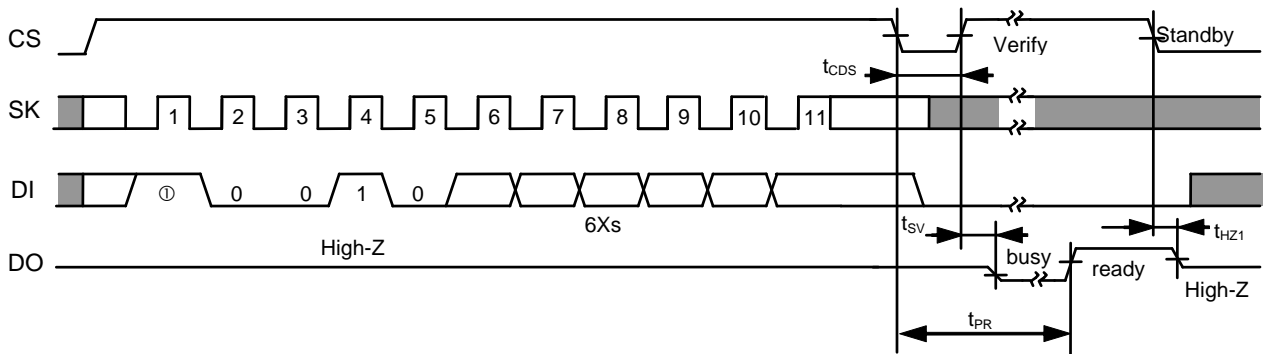 CS
Verify
Standby
tCDS
SK
1 2 3 4 5 6 7 8 9 10 11
DI
① 0 0 1 0
6Xs
tSV
tHZ1
High-Z
DO
busy
ready
High-Z
tPR